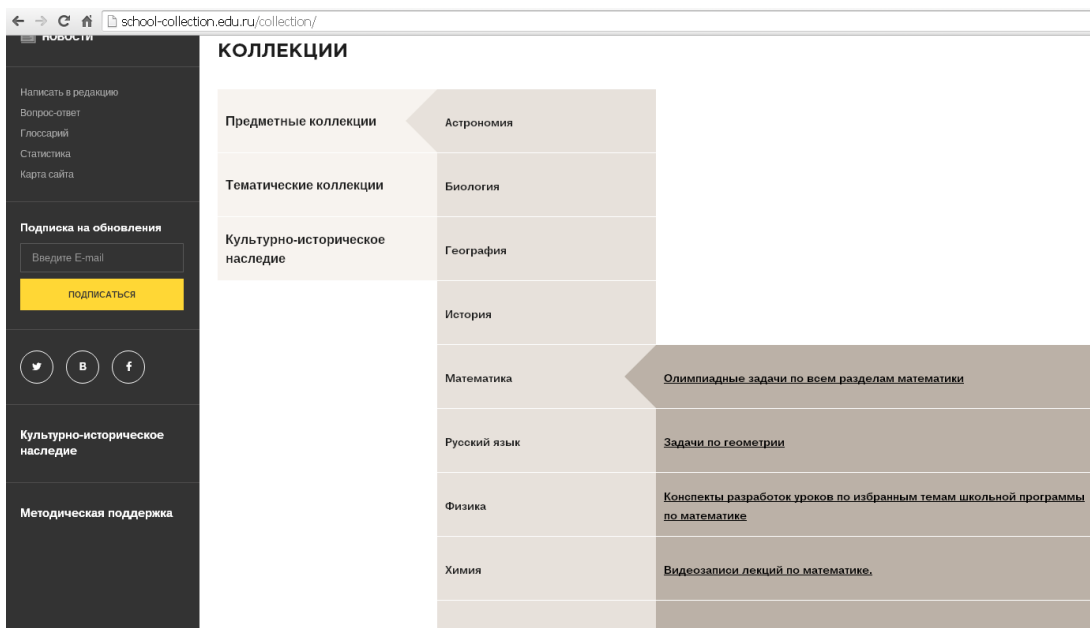 school-collection.edu.ru/collection/
НОВОСТИ
Написать в редакцию
Вопрос-ответ
Глоссарий
Статистика
Карта сайта
Подписка на обновления
Введите E-mail
ПОДПИСАТЬСЯ
Культурно-историческое
наследие
Методическая поддержка
КОЛЛЕКЦИИ
Предметные коллекции
Тематические коллекции
Культурно-историческое
наследие
Астрономия
Биология
География
История
Математика
Русский язык
Физика
Химия
Олимпиадные задачи по всем разделам математики
Задачи по геометрии
Конспекты разработок уроков по избранным темам школьной программы
по математике
Видеозаписи лекций по математике.